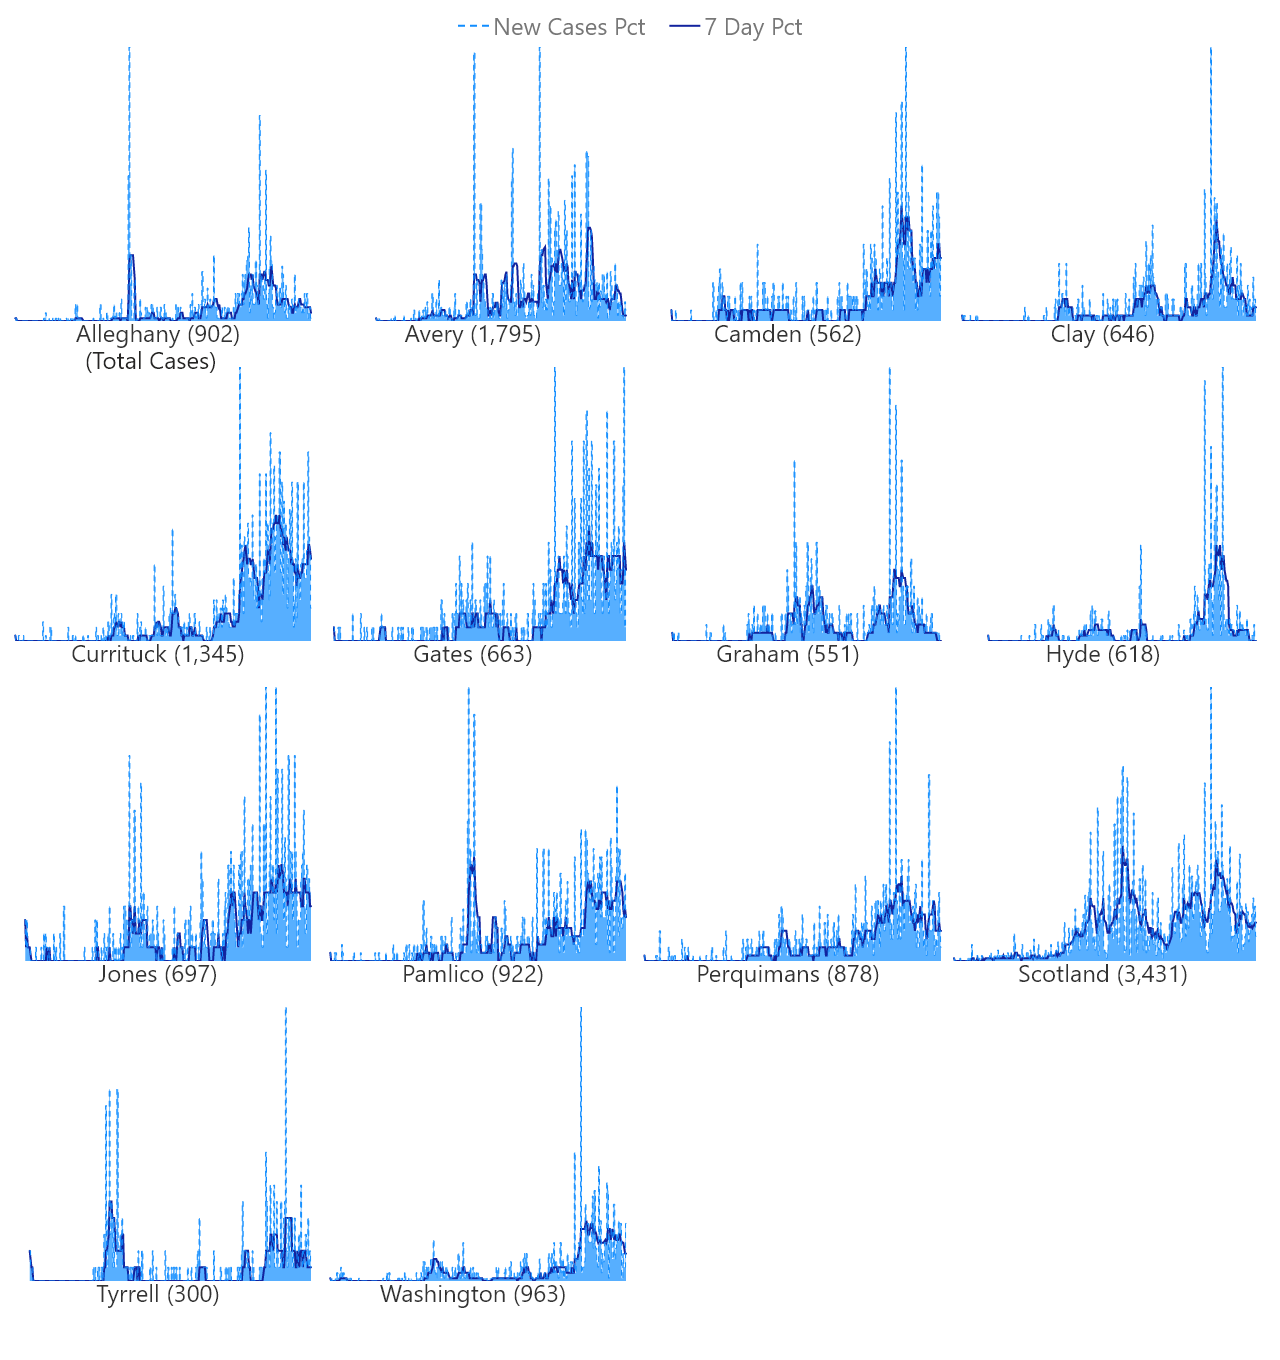 New Cases Pct 7 Day Pct
Alleghany (902) Avery (1,795) Camden (562) Clay (646)
(Total Cases)
Currituck (1,345) Gates (663) Graham (551) Hyde (618)
Jones (697) Pamlico (922) Perquimans (878) Scotland (3,431)
Tyrrell (300) Washington (963)